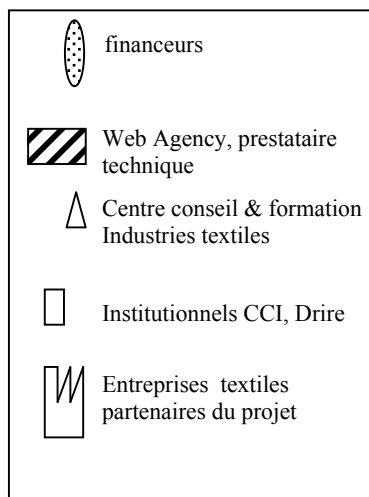 financeurs
Web Agency, prestataire
technique
Centre conseil & formation
Industries textiles
Institutionnels CCI, Drire
Entreprises textiles
partenaires du projet